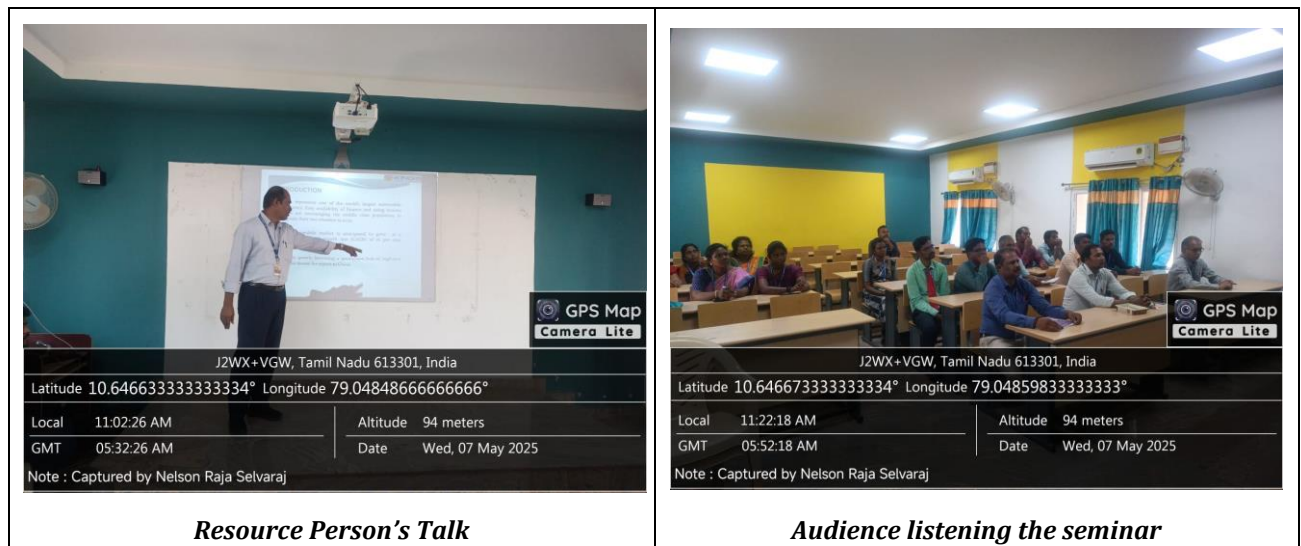 GPS Map
Camera Lite
J2WX+VGW, Tamil Nadu 613301, India
Latitude 10.646633333333334° Longitude 79.04848666666666°
Local 11:02:26 AM Altitude 94 meters
GMT 05:32:26 AM Date Wed, 07 May 2025
Note : Captured by Nelson Raja Selvaraj
Resource Person's Talk
GPS Map
Camera Lite
J2WX+VGW, Tamil Nadu 613301, India
Latitude 10.646673333333334° Longitude 79.04859833333333°
Local 11:22:18 AM Altitude 94 meters
GMT 05:52:18 AM Date Wed, 07 May 2025
Note : Captured by Nelson Raja Selvaraj
Audience listening the seminar